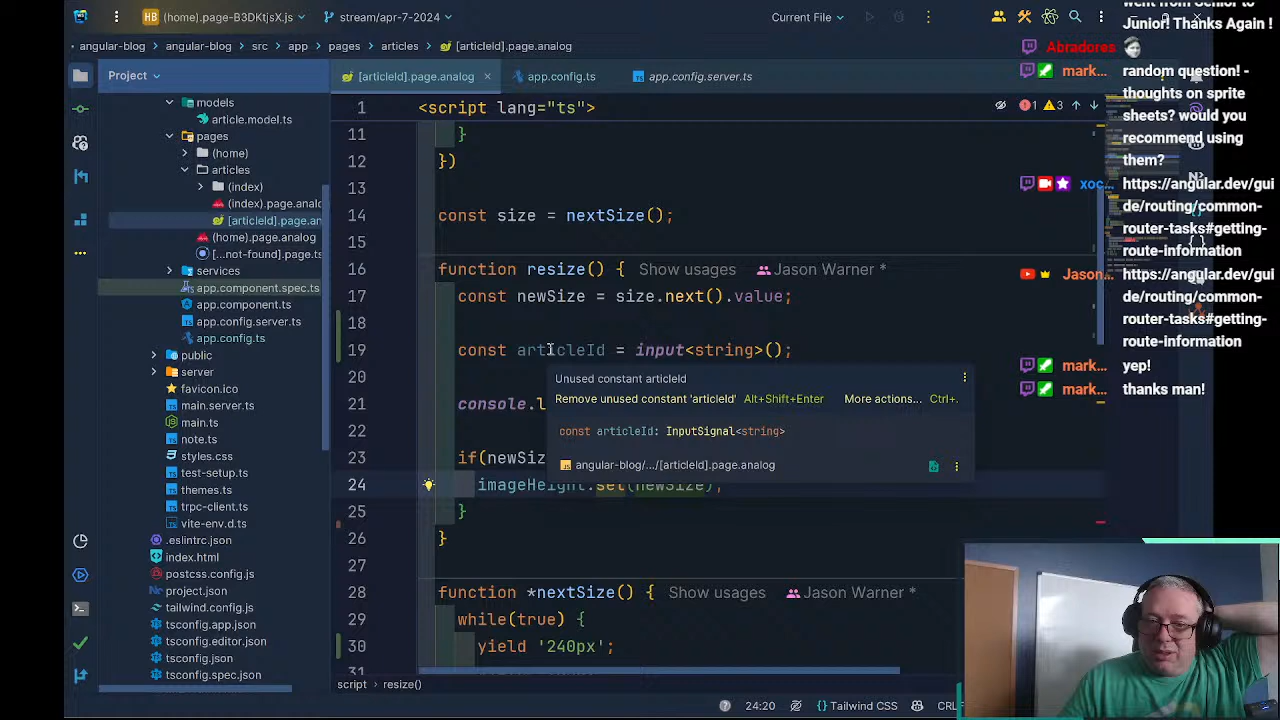 (home).page-B3DKtjsX.js
stream/apr-7-2024
Current File
angular-blog
angular-blog
src
app
pages
articles
[articleId].page.analog
Project
[articleId].page.analog
app.config.ts
app.config.server.ts
models
article.model.ts
pages
(home)
articles
(index)
(index).page.analo
[articleId].page.an
(home).page.analog
[...not-found].page.ts
services
app.component.spec.ts
app.component.ts
app.config.server.ts
app.config.ts
public
server
favicon.ico
main.server.ts
main.ts
note.ts
styles.css
test-setup.ts
themes.ts
trpc-client.ts
vite-env.d.ts
.eslintrc.json
index.html
postcss.config.js
project.json
tailwind.config.js
tsconfig.app.json
tsconfig.editor.json
tsconfig.json
tsconfig.spec.json
1 <script lang="ts">
1 3
11 }
12 })
13
14 const size = nextSize();
15
16 function resize() { Show usages Jason Warner *
17 const newSize = size.next().value;
18
19 const articleId = input<string>();
20
21 console.l
22
23 if(newSiz
24 imageHeight.set(newSize);
25 }
26 }
27
28 function *nextSize() { Show usages Jason Warner *
29 while(true) {
30 yield '240px';
31
Unused constant articleId
Remove unused constant 'articleId' Alt+Shift+Enter More actions... Ctrl+.
const articleId: InputSignal<string>
angular-blog/.../[articleId].page.analog
script
resize()
24:20
Tailwind CSS
went from Senior to
Junior! Thanks Again !
Abradores
mark...
random question! -
thoughts on sprite
sheets? would you
recommend using
them?
xoc...
https://angular.dev/gui
de/routing/common-
router-tasks#getting-
route-information
Jason...
https://angular.dev/gui
de/routing/common-
router-tasks#getting-
route-information
mark...
yep!
mark...
thanks man!